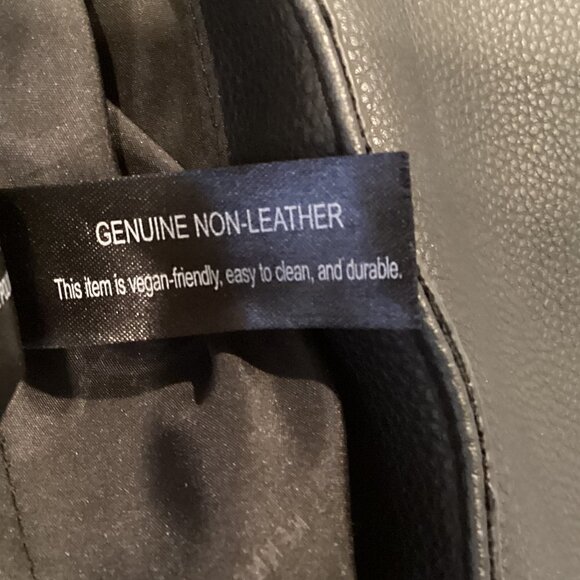 GENUINE NON-LEATHER
This item is vegan-friendly, easy to clean, and durable.